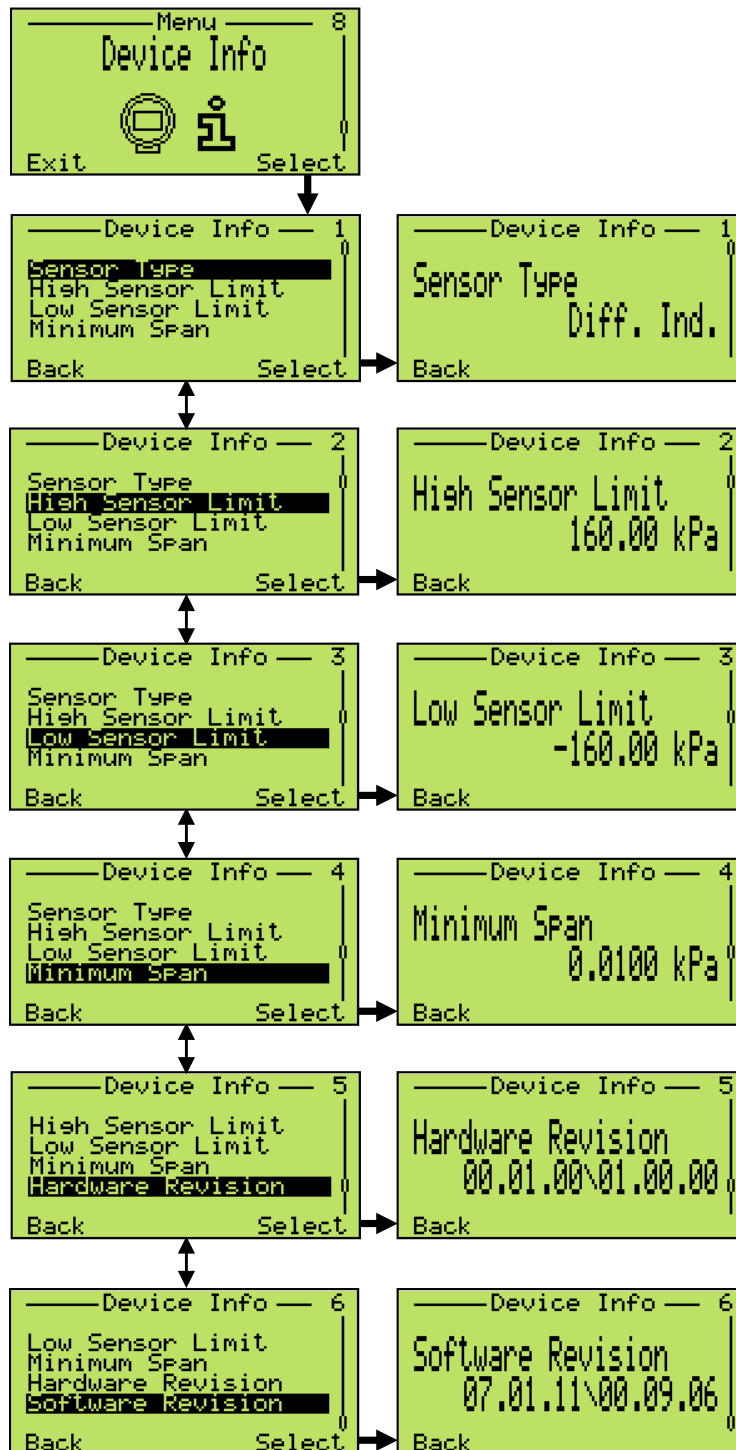 Menu 8
Device Info
Exit Select
Device Info 1
Sensor Type
High Sensor Limit
Low Sensor Limit
Minimum Span
Back Select
Device Info 1
Sensor Type
Diff. Ind.
Back
Device Info 2
Sensor Type
High Sensor Limit
Low Sensor Limit
Minimum Span
Back Select
Device Info 2
High Sensor Limit
160.00 kPa
Back
Device Info 3
Sensor Type
High Sensor Limit
Low Sensor Limit
Minimum Span
Back Select
Device Info 3
Low Sensor Limit
-160.00 kPa
Back
Device Info 4
Sensor Type
High Sensor Limit
Low Sensor Limit
Minimum Span
Back Select
Device Info 4
Minimum Span
0.0100 kPa
Back
Device Info 5
High Sensor Limit
Low Sensor Limit
Minimum Span
Hardware Revision
Back Select
Device Info 5
Hardware Revision
00.01.00\01.00.00
Back
Device Info 6
Low Sensor Limit
Minimum Span
Hardware Revision
Software Revision
Back Select
Device Info 6
Software Revision
07.01.11\00.09.06
Back